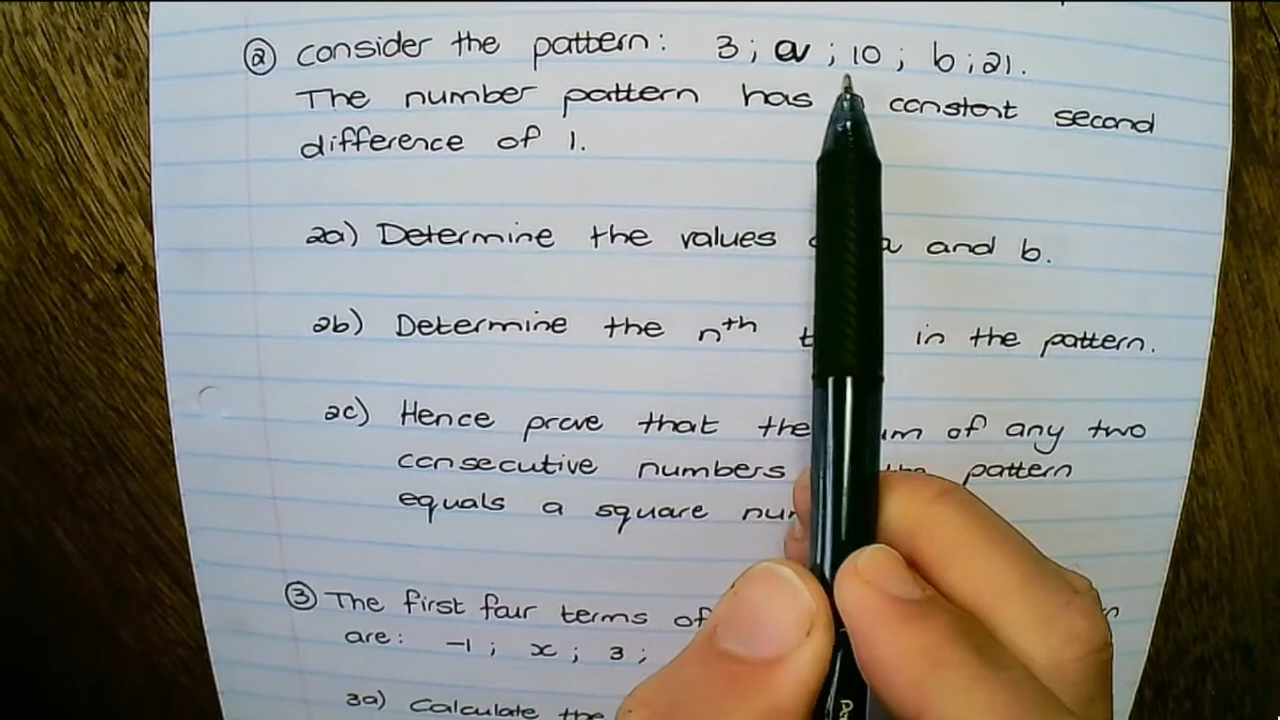 ② Consider the pattern: 3; a; 10; b; 21.
The number pattern has constant second
difference of 1.
2a) Determine the values a and b.
2b) Determine the nth in the pattern.
2c) Hence prove that the of any two
consecutive numbers pattern
equals a square
③ The first four terms of
are: -1; x; 3;
3a) Calculate the